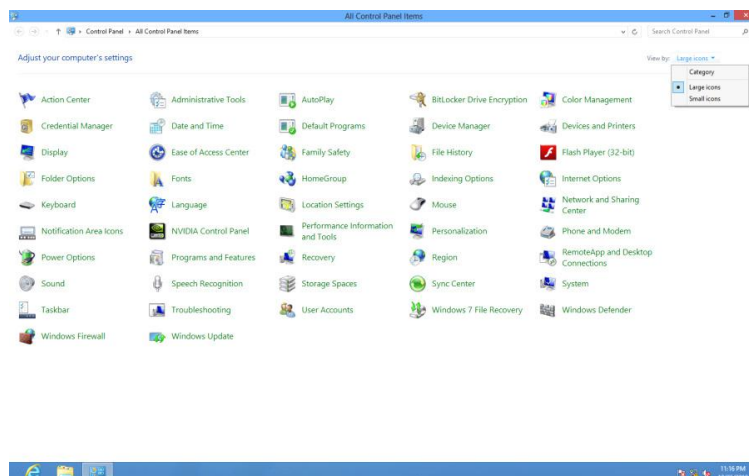 All Control Panel Items
Control Panel All Control Panel Items
Search Control Panel
Adjust your computer's settings
View by: Large icons
Category
Large icons
Small icons
Action Center Administrative Tools AutoPlay BitLocker Drive Encryption Color Management
Credential Manager Date and Time Default Programs Device Manager Devices and Printers
Display Ease of Access Center Family Safety File History Flash Player (32-bit)
Folder Options Fonts HomeGroup Indexing Options Internet Options
Keyboard Language Location Settings Mouse Network and Sharing
Center
Notification Area Icons NVIDIA Control Panel Performance Information
and Tools Personalization Phone and Modem
Power Options Programs and Features Recovery Region RemoteApp and Desktop
Connections
Sound Speech Recognition Storage Spaces Sync Center System
Taskbar Troubleshooting User Accounts Windows 7 File Recovery Windows Defender
Windows Firewall Windows Update
11:16 PM